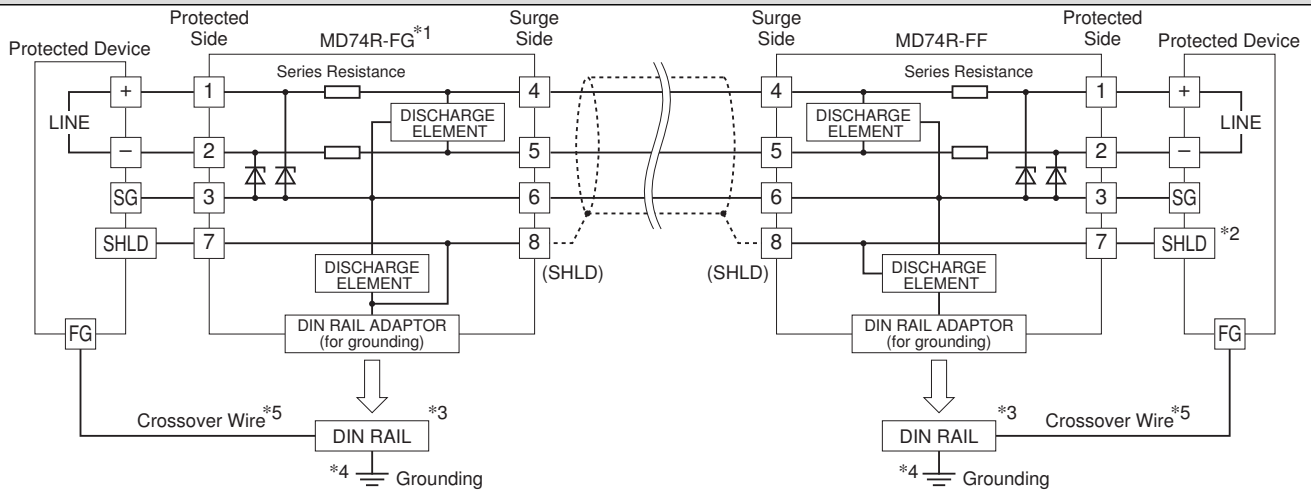 Protected Side
MD74R-FG*1
Surge Side
Surge Side
MD74R-FF
Protected Side
Protected Device
Protected Device
Series Resistance
Series Resistance
+
1
4
4
1
+
LINE
DISCHARGE ELEMENT
DISCHARGE ELEMENT
LINE
–
2
5
5
2
–
SG
3
6
6
3
SG
SHLD
7
8
8
7
SHLD
*2
(SHLD)
(SHLD)
DISCHARGE ELEMENT
DISCHARGE ELEMENT
FG
DIN RAIL ADAPTOR
(for grounding)
DIN RAIL ADAPTOR
(for grounding)
FG
Crossover Wire*5
*3
DIN RAIL
*3
DIN RAIL
Crossover Wire*5
*4
Grounding
*4
Grounding